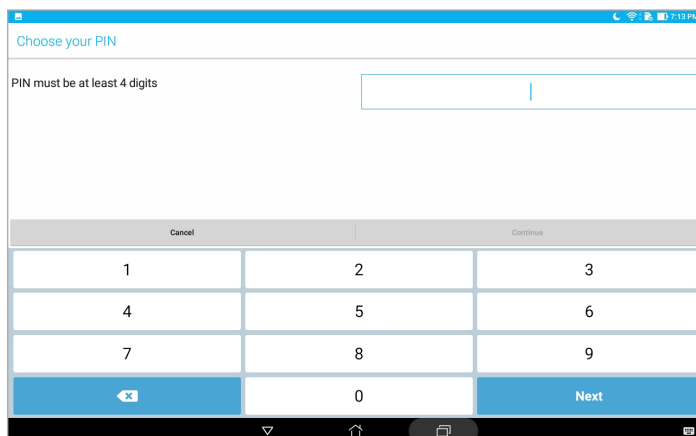 7:13 PM
Choose your PIN
PIN must be at least 4 digits
Cancel
Continue
1 2 3
4 5 6
7 8 9
0 Next